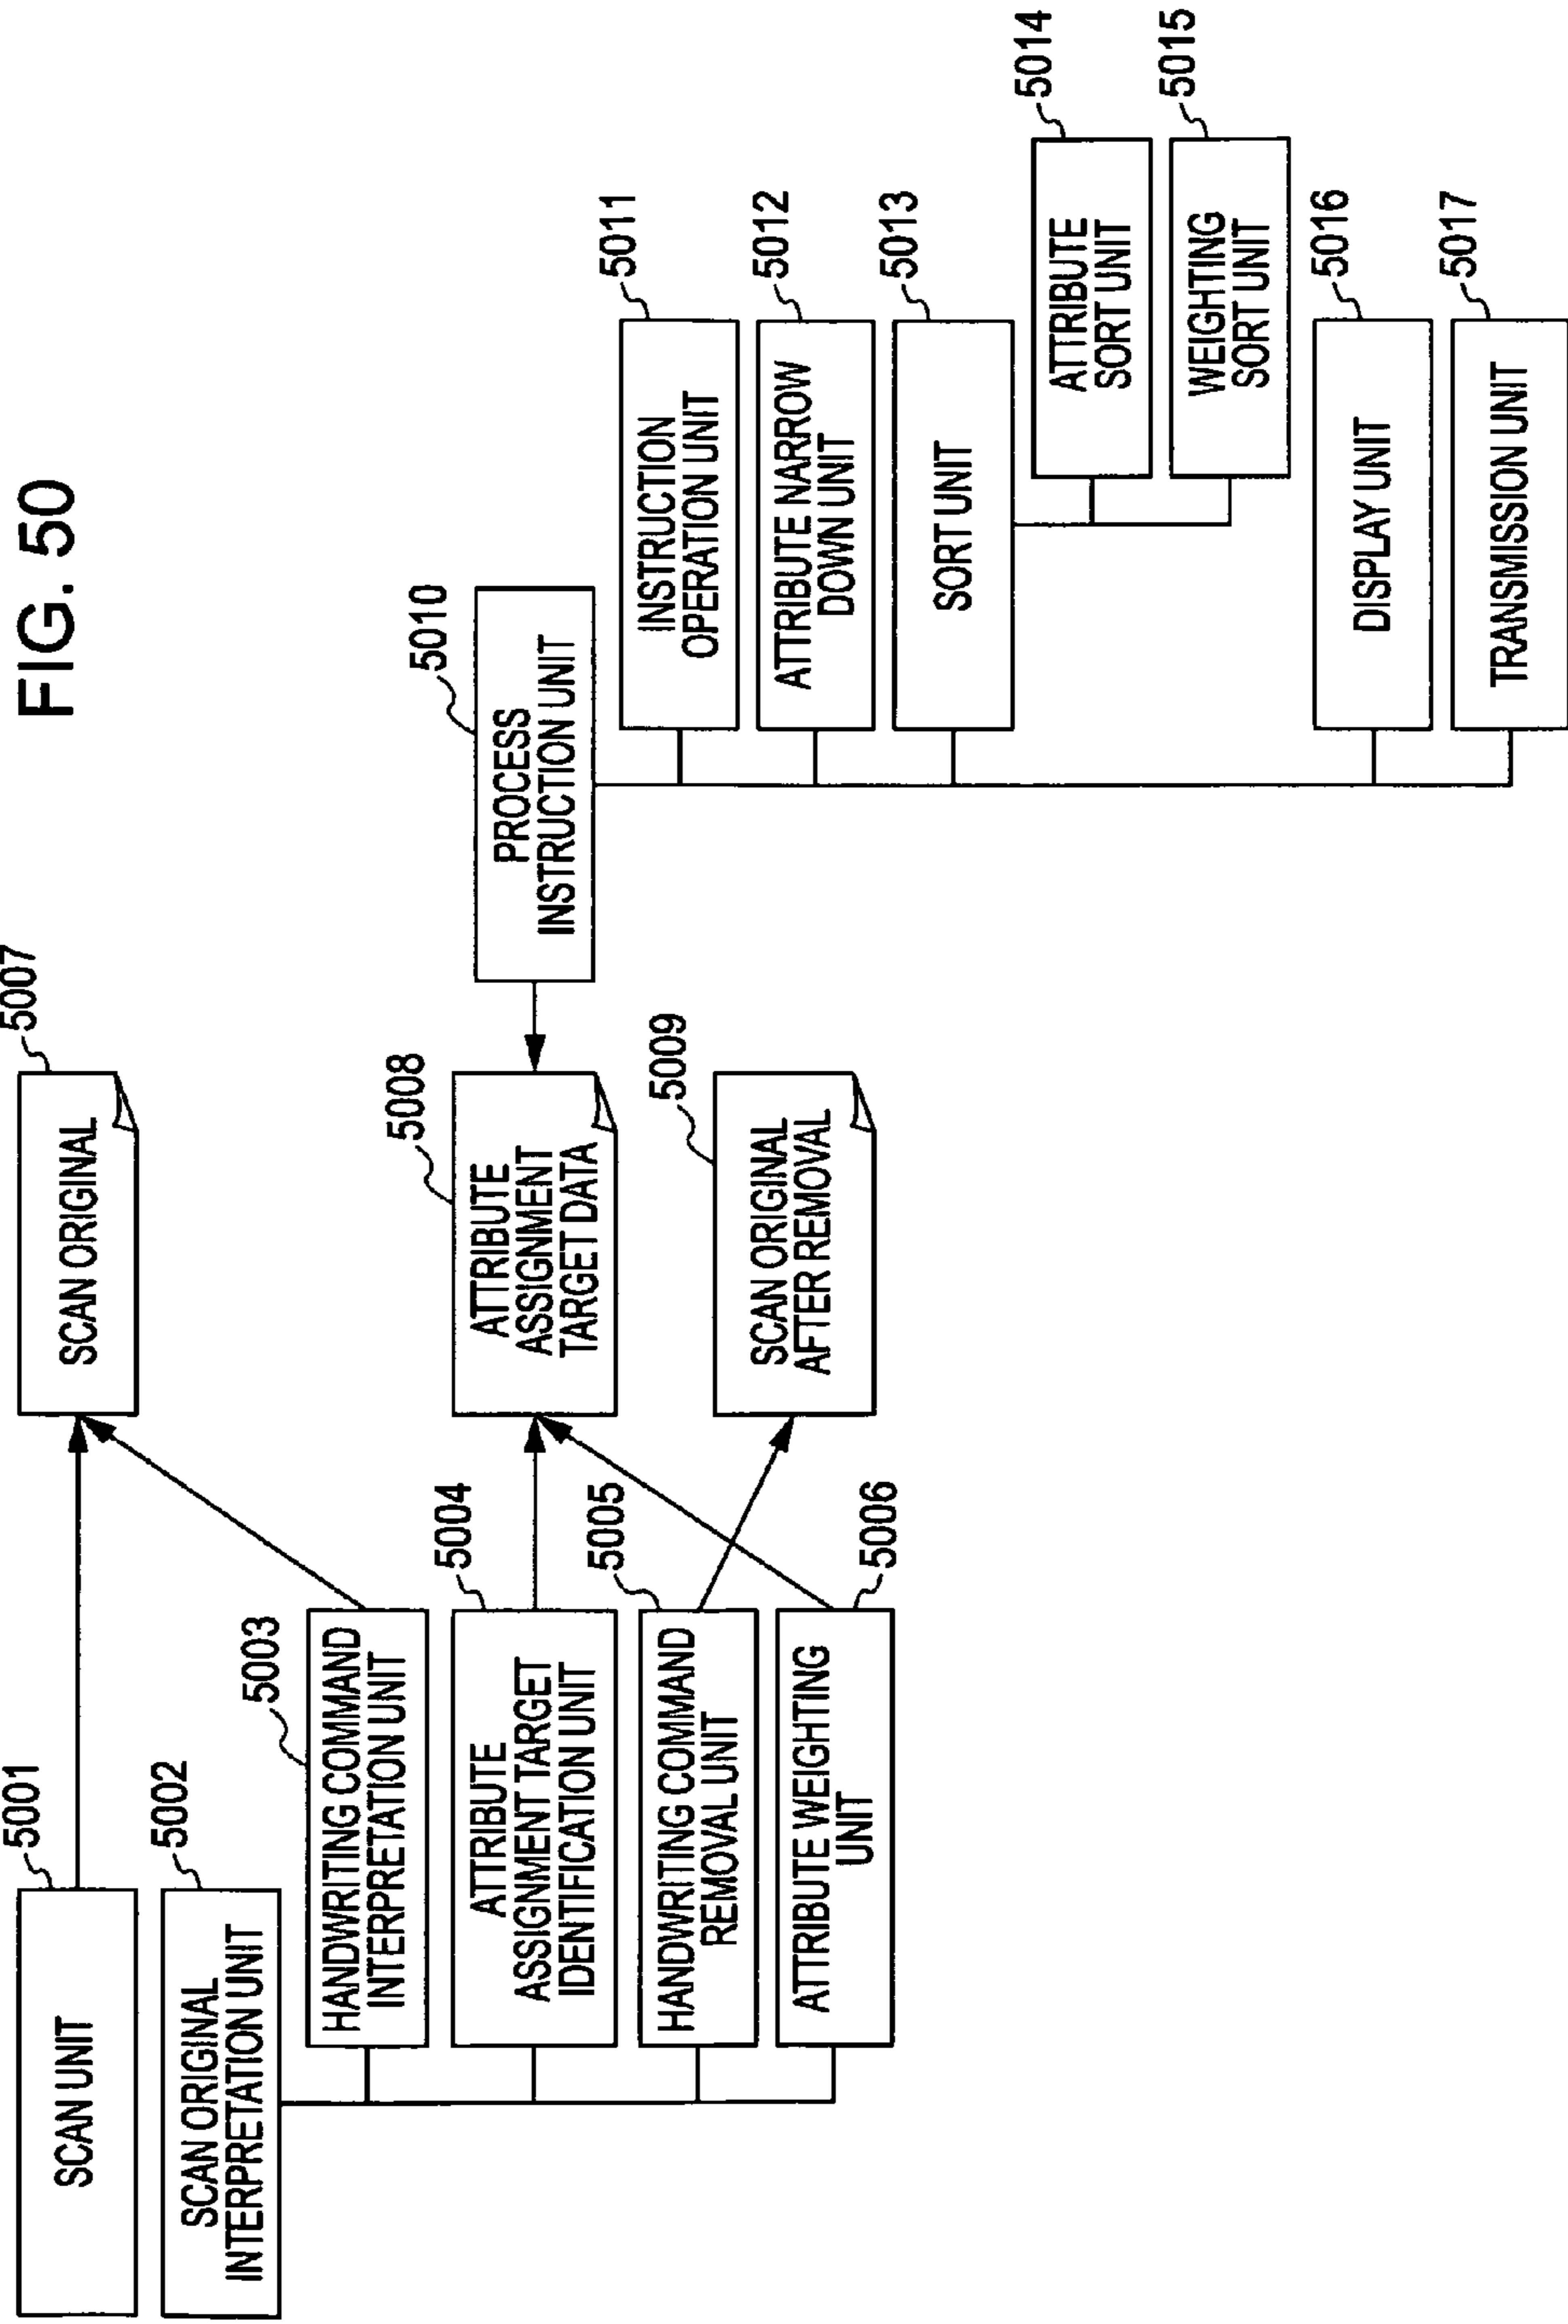 FIG. 50
5001
SCAN UNIT
5002
SCAN ORIGINAL
INTERPRETATION UNIT
5003
HANDWRITING COMMAND
INTERPRETATION UNIT
5004
ATTRIBUTE
ASSIGNMENT TARGET
IDENTIFICATION UNIT
5005
HANDWRITING COMMAND
REMOVAL UNIT
5006
ATTRIBUTE WEIGHTING
UNIT
5007
SCAN ORIGINAL
5008
ATTRIBUTE
ASSIGNMENT
TARGET DATA
5009
SCAN ORIGINAL
AFTER REMOVAL
5010
PROCESS
INSTRUCTION UNIT
5011
INSTRUCTION
OPERATION UNIT
5012
ATTRIBUTE NARROW
DOWN UNIT
5013
SORT UNIT
5014
ATTRIBUTE
SORT UNIT
5015
WEIGHTING
SORT UNIT
5016
DISPLAY UNIT
5017
TRANSMISSION UNIT